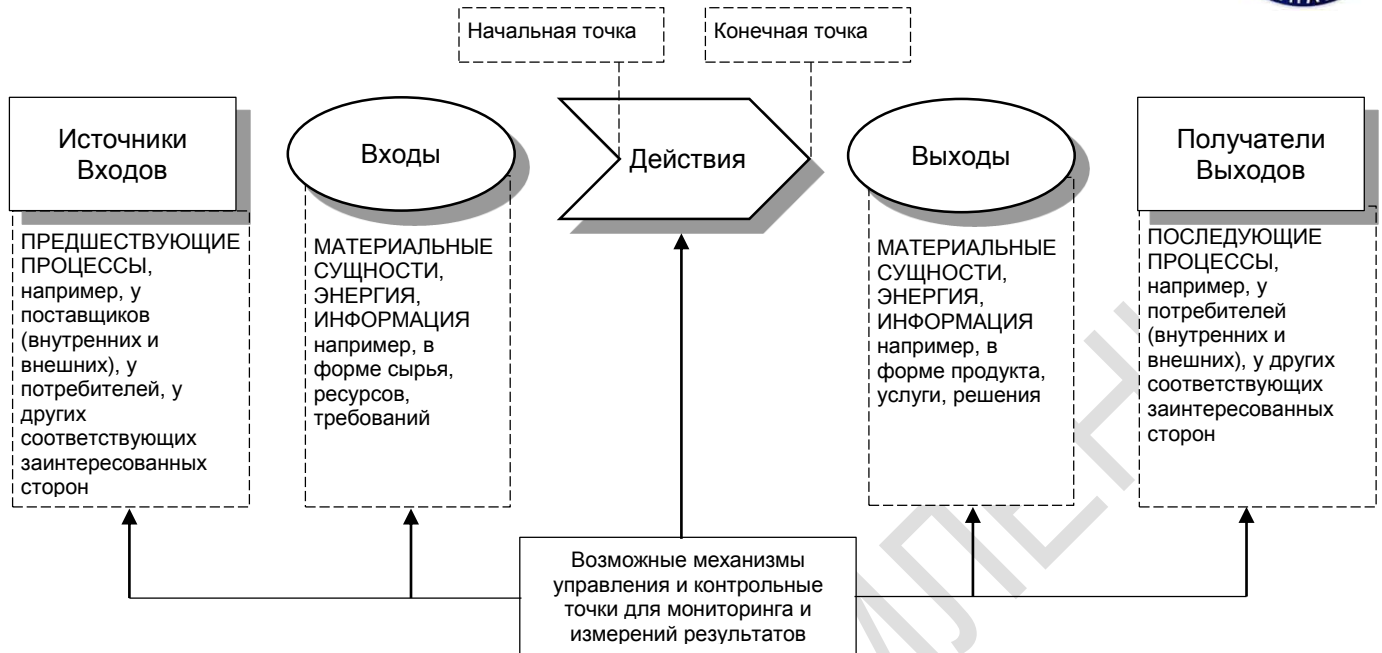 Начальная точка
Конечная точка
Источники
Входов
Входы
Действия
Выходы
Получатели
Выходов
ПРЕДШЕСТВУЮЩИЕ
ПРОЦЕССЫ,
например, у
поставщиков
(внутренних и
внешних), у
потребителей, у
других
соответствующих
заинтересованных
сторон
МАТЕРИАЛЬНЫЕ
СУЩНОСТИ,
ЭНЕРГИЯ,
ИНФОРМАЦИЯ
например, в
форме сырья,
ресурсов,
требований
МАТЕРИАЛЬНЫЕ
СУЩНОСТИ,
ЭНЕРГИЯ,
ИНФОРМАЦИЯ
например, в
форме продукта,
услуги, решения
ПОСЛЕДУЮЩИЕ
ПРОЦЕССЫ,
например, у
потребителей
(внутренних и
внешних), у других
соответствующих
заинтересованных
сторон
Возможные механизмы
управления и контрольные
точки для мониторинга и
измерений результатов